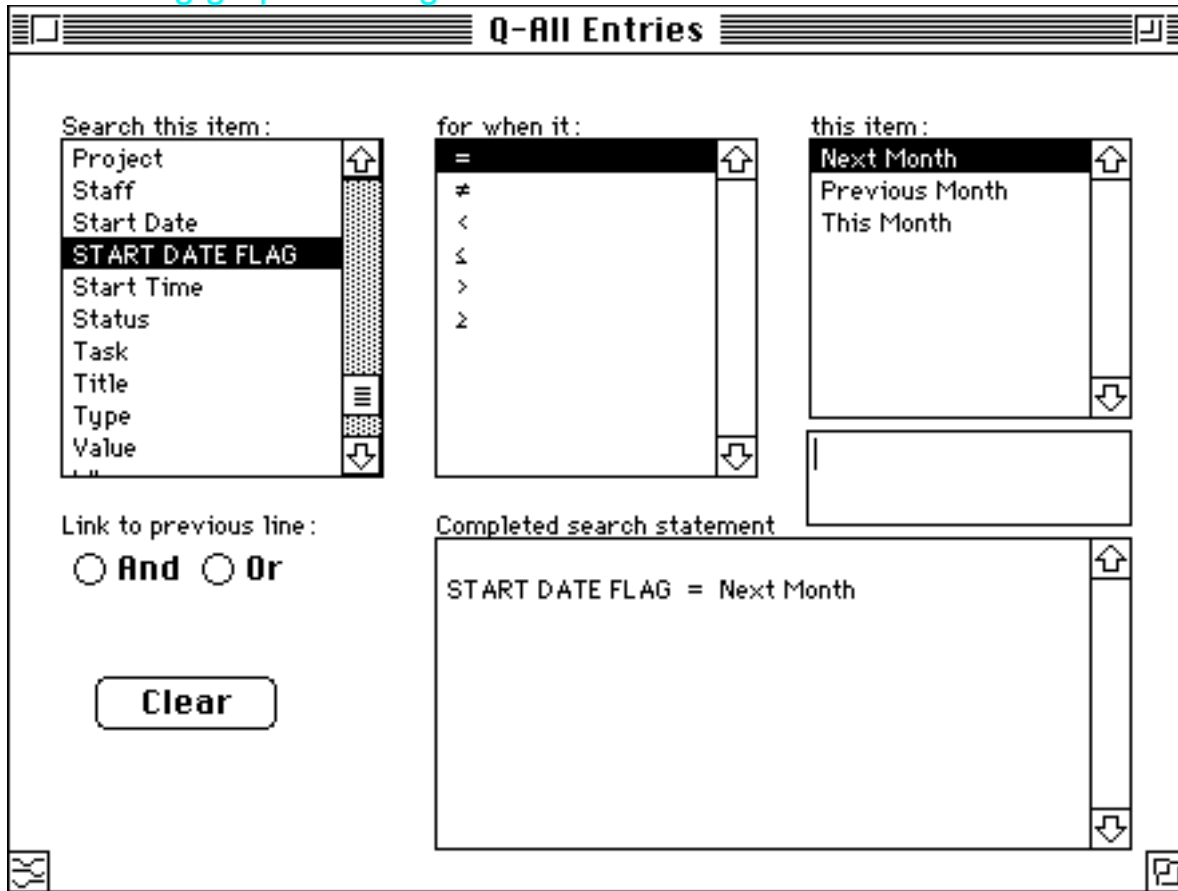 Q-All Entries
Search this item:
Project
Staff
Start Date
START DATE FLAG
Start Time
Status
Task
Title
Type
Value
for when it:
=
≠
<
≤
>
≥
this item:
Next Month
Previous Month
This Month
Link to previous line:
And Or
Clear
Completed search statement
START DATE FLAG = Next Month